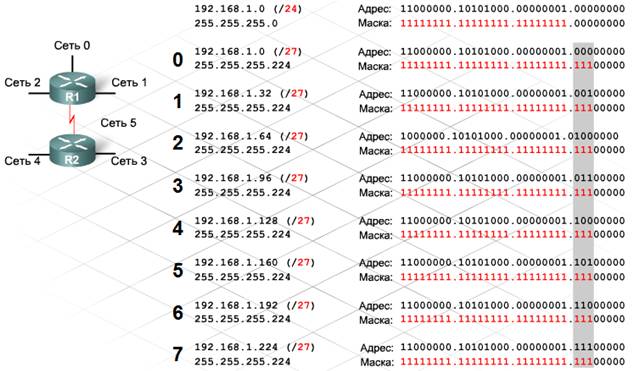 192.168.1.0 (/24) Адрес: 11000000.10101000.00000001.00000000
255.255.255.0 Маска: 11111111.11111111.11111111.00000000
0 192.168.1.0 (/27) Адрес: 11000000.10101000.00000001.00000000
255.255.255.224 Маска: 11111111.11111111.11111111.11100000
1 192.168.1.32 (/27) Адрес: 11000000.10101000.00000001.00100000
255.255.255.224 Маска: 11111111.11111111.11111111.11100000
2 192.168.1.64 (/27) Адрес: 1000000.10101000.00000001.01000000
255.255.255.224 Маска: 11111111.11111111.11111111.11100000
3 192.168.1.96 (/27) Адрес: 11000000.10101000.00000001.01100000
255.255.255.224 Маска: 11111111.11111111.11111111.11100000
4 192.168.1.128 (/27) Адрес: 11000000.10101000.00000001.10000000
255.255.255.224 Маска: 11111111.11111111.11111111.11100000
5 192.168.1.160 (/27) Адрес: 11000000.10101000.00000001.10100000
255.255.255.224 Маска: 11111111.11111111.11111111.11100000
6 192.168.1.192 (/27) Адрес: 11000000.10101000.00000001.11000000
255.255.255.224 Маска: 11111111.11111111.11111111.11100000
7 192.168.1.224 (/27) Адрес: 11000000.10101000.00000001.11100000
255.255.255.224 Маска: 11111111.11111111.11111111.11100000
Сеть 0
Сеть 2 Сеть 1
R1
Сеть 5
Сеть 4 Сеть 3
R2